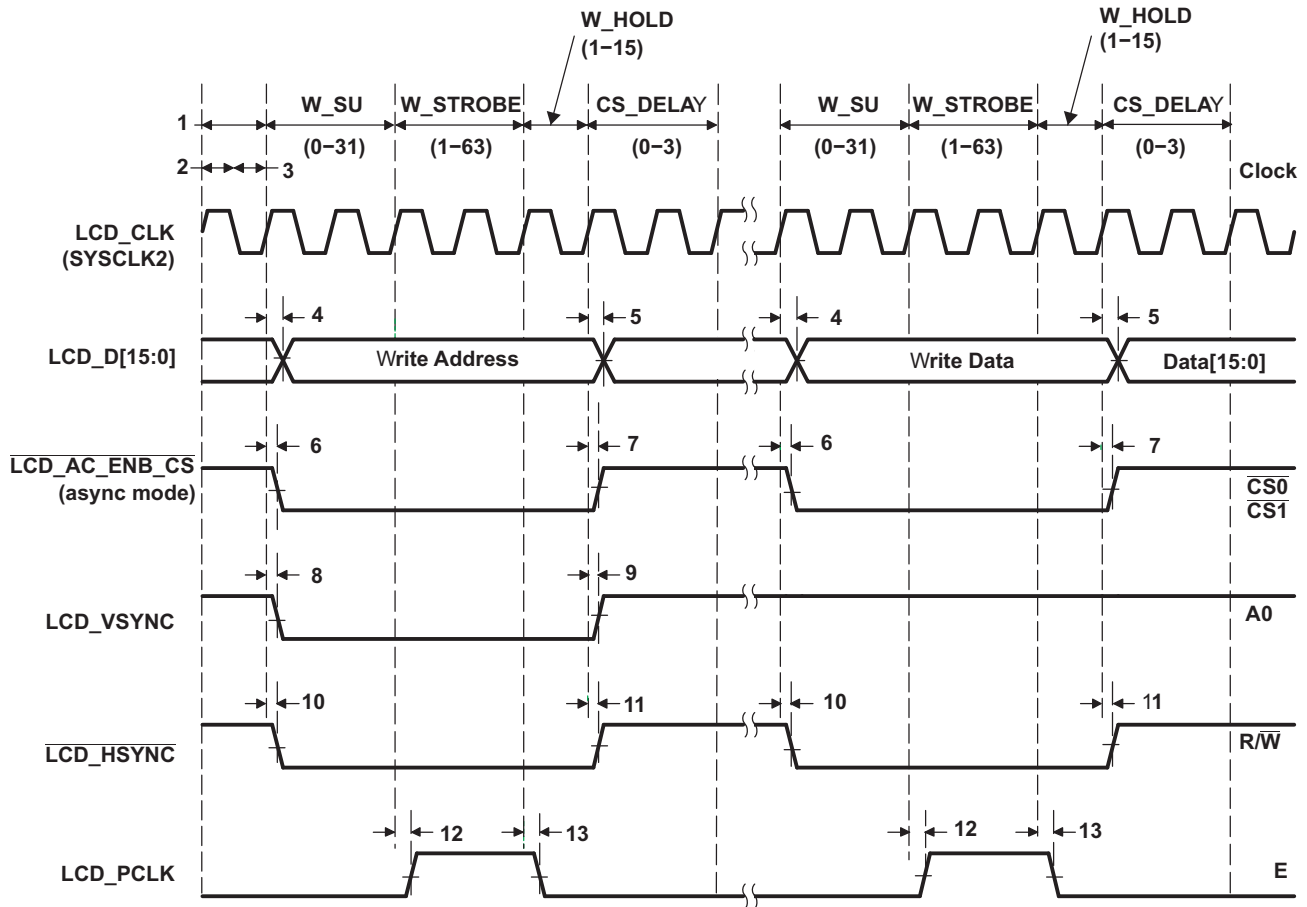 W_HOLD
(1−15)
W_HOLD
(1−15)
W_SU W_STROBE CS_DELAY W_SU W_STROBE CS_DELAY
1
(0−31) (1−63) (0−3) (0−31) (1−63) (0−3)
2 3 Clock
LCD_CLK
(SYSCLK2)
4 5 4 5
LCD_D[15:0] Write Address Write Data Data[15:0]
6 7 6 7
LCD_AC_ENB_CS
(async mode)
CS0
CS1
8 9
LCD_VSYNC A0
10 11 10 11
LCD_HSYNC R/W
12 13 12 13
LCD_PCLK E